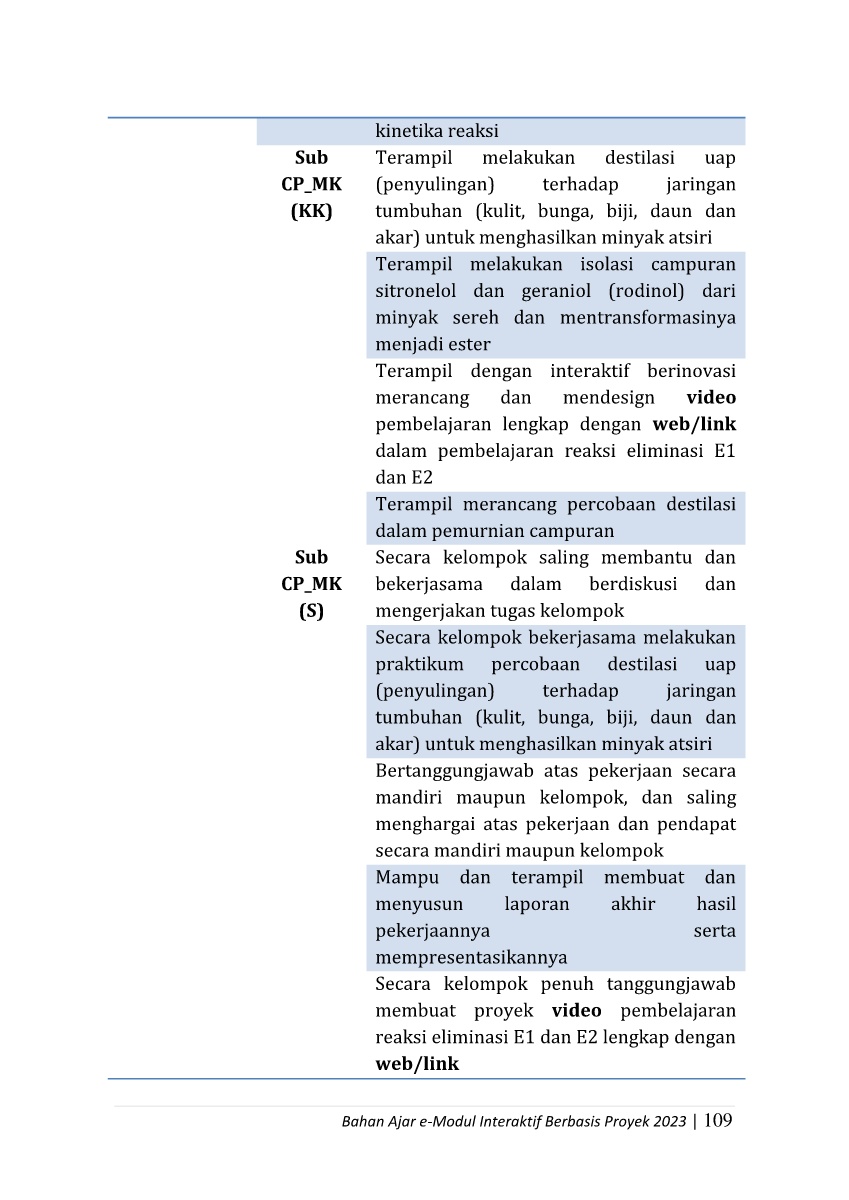 kinetika reaksi
Sub
CP_MK
(KK)
Terampil melakukan destilasi uap
(penyulingan) terhadap jaringan
tumbuhan (kulit, bunga, biji, daun dan
akar) untuk menghasilkan minyak atsiri
Terampil melakukan isolasi campuran
sitronelol dan geraniol (rodinol) dari
minyak sereh dan mentransformasinya
menjadi ester
Terampil dengan interaktif berinovasi
merancang dan mendesign video
pembelajaran lengkap dengan web/link
dalam pembelajaran reaksi eliminasi E1
dan E2
Terampil merancang percobaan destilasi
dalam pemurnian campuran
Sub
CP_MK
(S)
Secara kelompok saling membantu dan
bekerjasama dalam berdiskusi dan
mengerjakan tugas kelompok
Secara kelompok bekerjasama melakukan
praktikum percobaan destilasi uap
(penyulingan) terhadap jaringan
tumbuhan (kulit, bunga, biji, daun dan
akar) untuk menghasilkan minyak atsiri
Bertanggungjawab atas pekerjaan secara
mandiri maupun kelompok, dan saling
menghargai atas pekerjaan dan pendapat
secara mandiri maupun kelompok
Mampu dan terampil membuat dan
menyusun laporan akhir hasil
pekerjaannya serta
mempresentasikannya
Secara kelompok penuh tanggungjawab
membuat proyek video pembelajaran
reaksi eliminasi E1 dan E2 lengkap dengan
web/link
Bahan Ajar e-Modul Interaktif Berbasis Proyek 2023 | 109